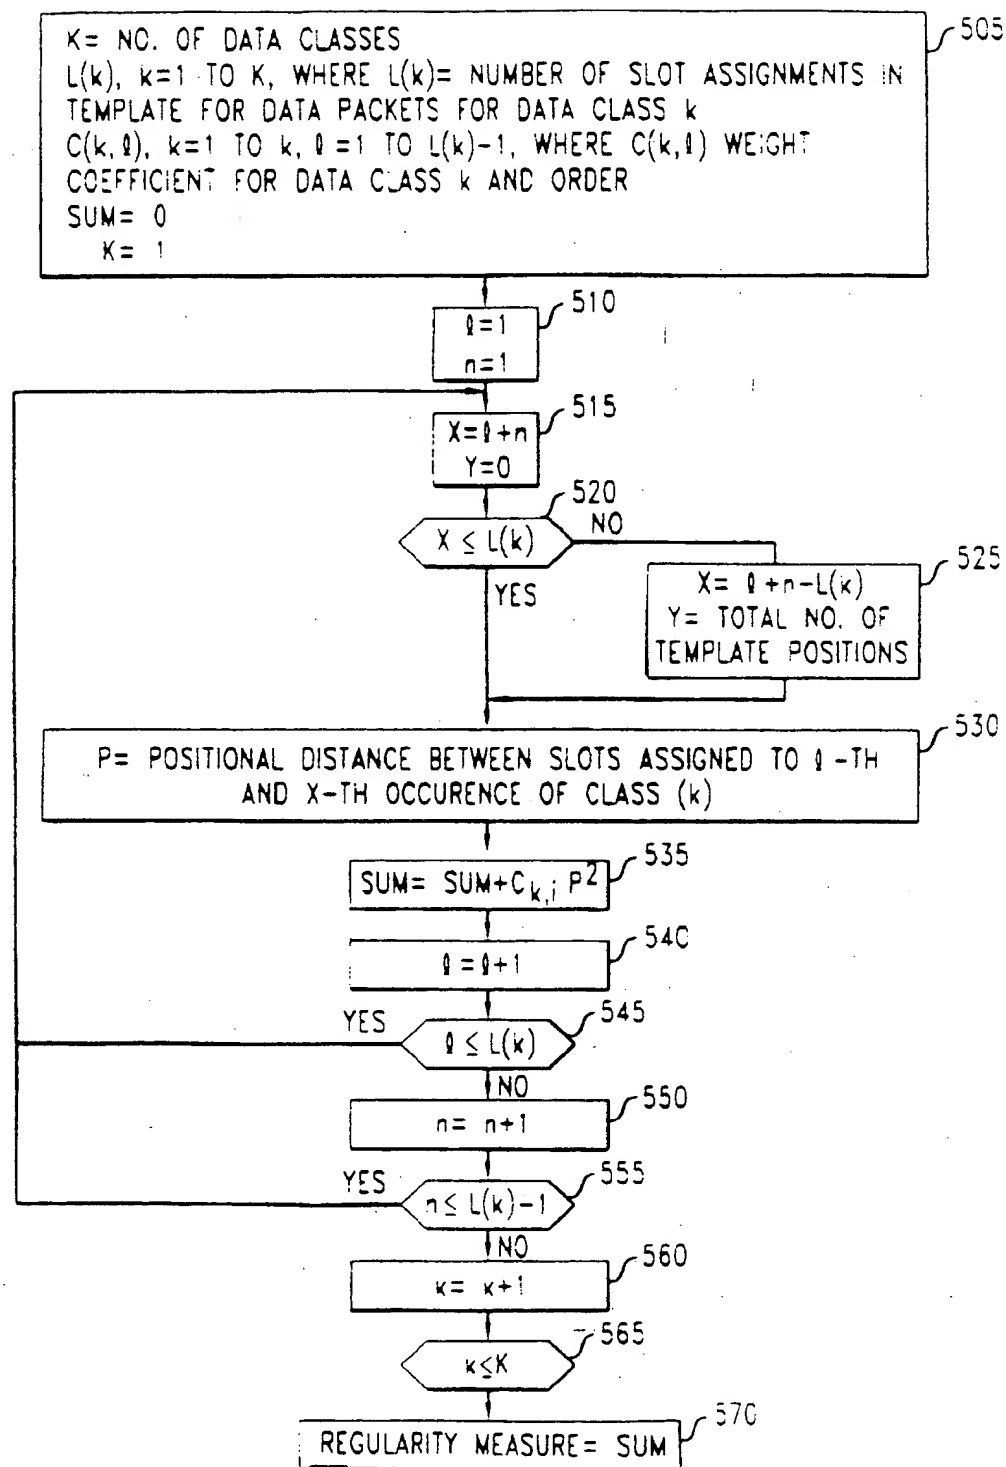 K= NO. OF DATA CLASSES
L(k), k=1 TO K, WHERE L(k)= NUMBER OF SLOT ASSIGNMENTS IN
TEMPLATE FOR DATA PACKETS FOR DATA CLASS k
C(k,ℓ), k=1 TO k, ℓ=1 TO L(k)-1, WHERE C(k,ℓ) WEIGHT
COEFFICIENT FOR DATA CLASS k AND ORDER
SUM= 0
K= 1
505
510
ℓ=1
n=1
515
X=ℓ+n
Y=0
520
X ≤ L(k)
NO
YES
525
X= ℓ+n-L(k)
Y= TOTAL NO. OF
TEMPLATE POSITIONS
530
P= POSITIONAL DISTANCE BETWEEN SLOTS ASSIGNED TO ℓ-TH
AND X-TH OCCURENCE OF CLASS (k)
535
SUM= SUM+C k,i P²
540
ℓ=ℓ+1
545
YES
ℓ ≤ L(k)
NO
550
n= n+1
555
YES
n≤ L(k)-1
NO
560
k= k+1
565
k≤K
570
REGULARITY MEASURE= SUM